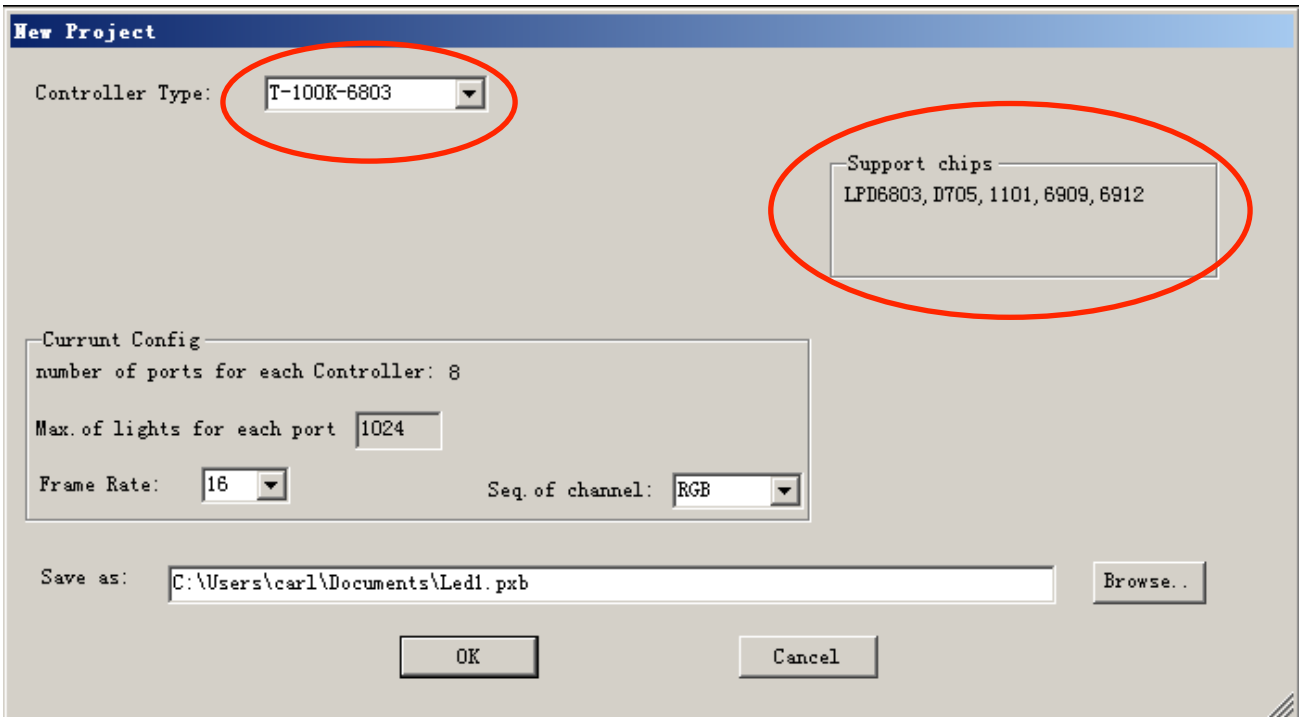 New Project
Controller Type: T-100K-6803
Support chips
LPD6803, D705, 1101, 6909, 6912
Currunt Config
number of ports for each Controller: 8
Max.of lights for each port 1024
Frame Rate: 16 Seq.of channel: RGB
Save as: C:\Users\carl\Documents\Led1.pxb Browse..
OK Cancel